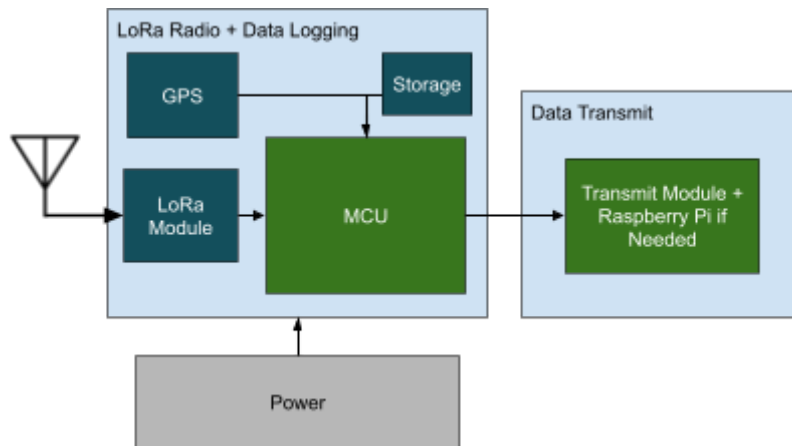 LoRa Radio + Data Logging
GPS
Storage
LoRa
Module
MCU
Data Transmit
Transmit Module +
Raspberry Pi if
Needed
Power